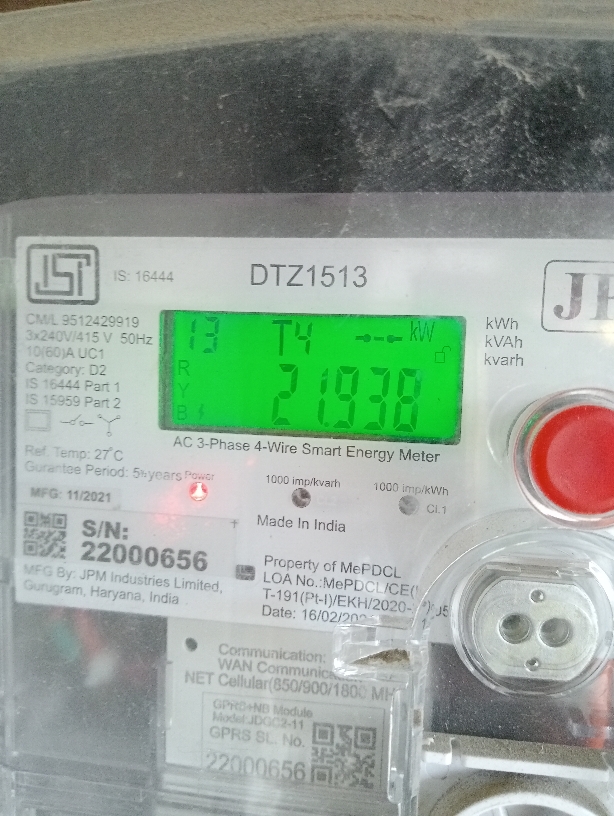 IS: 16444
DTZ1513
CM/L 9512429919
3x240V/415 V 50Hz
10(60)A UC1
Category: D2
IS 16444 Part 1
IS 15959 Part 2
13 T4 kW
R
Y
B
21.938
kWh
kVAh
kvarh
AC 3-Phase 4-Wire Smart Energy Meter
Ref. Temp: 27°C
Gurantee Period: 5½ years
Power
1000 imp/kvarh
1000 imp/kWh
Cl.1
MFG: 11/2021
Made In India
S/N:
22000656
MFG By: JPM Industries Limited,
Gurugram, Haryana, India
Property of MePDCL
LOA No.:MePDCL/CE(
T-191(Pt-I)/EKH/2020-
Date: 16/02/202
Communication:
WAN
NET Cellular(850/900/1800 MH
GPRS+NB Module
Model:JDGC2-11
GPRS SL. No.
22000656